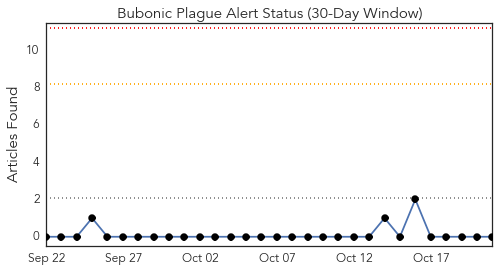 Bubonic Plague Alert Status (30-Day Window)
Articles Found
10
8
6
4
2
0
Sep 22 Sep 27 Oct 02 Oct 07 Oct 12 Oct 17